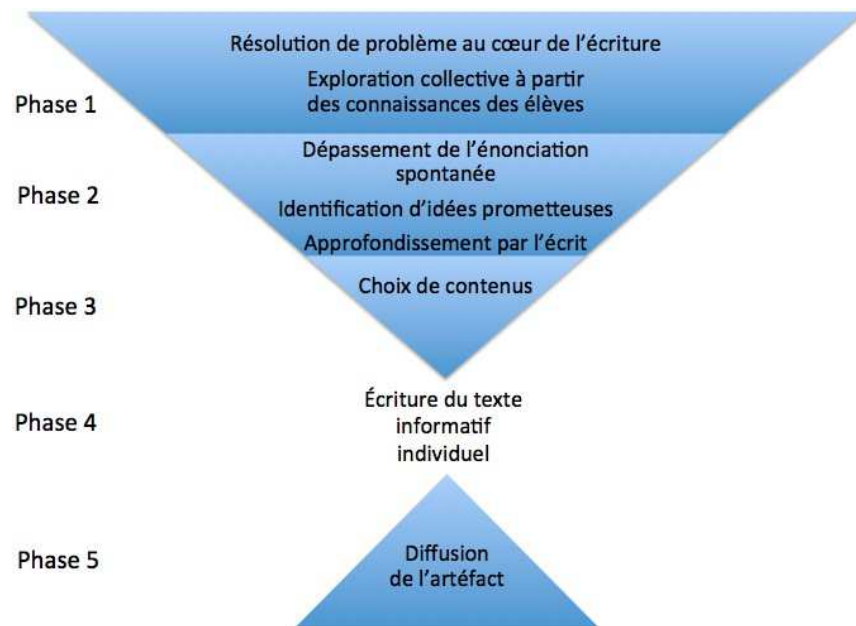 Résolution de problème au cœur de l'écriture
Phase 1
Exploration collective à partir
des connaissances des élèves
Phase 2
Dépassement de l'énonciation
spontanée
Identification d'idées prometteuses
Approfondissement par l'écrit
Phase 3
Choix de contenus
Phase 4
Écriture du texte
informatif
individuel
Phase 5
Diffusion
de l'artéfact